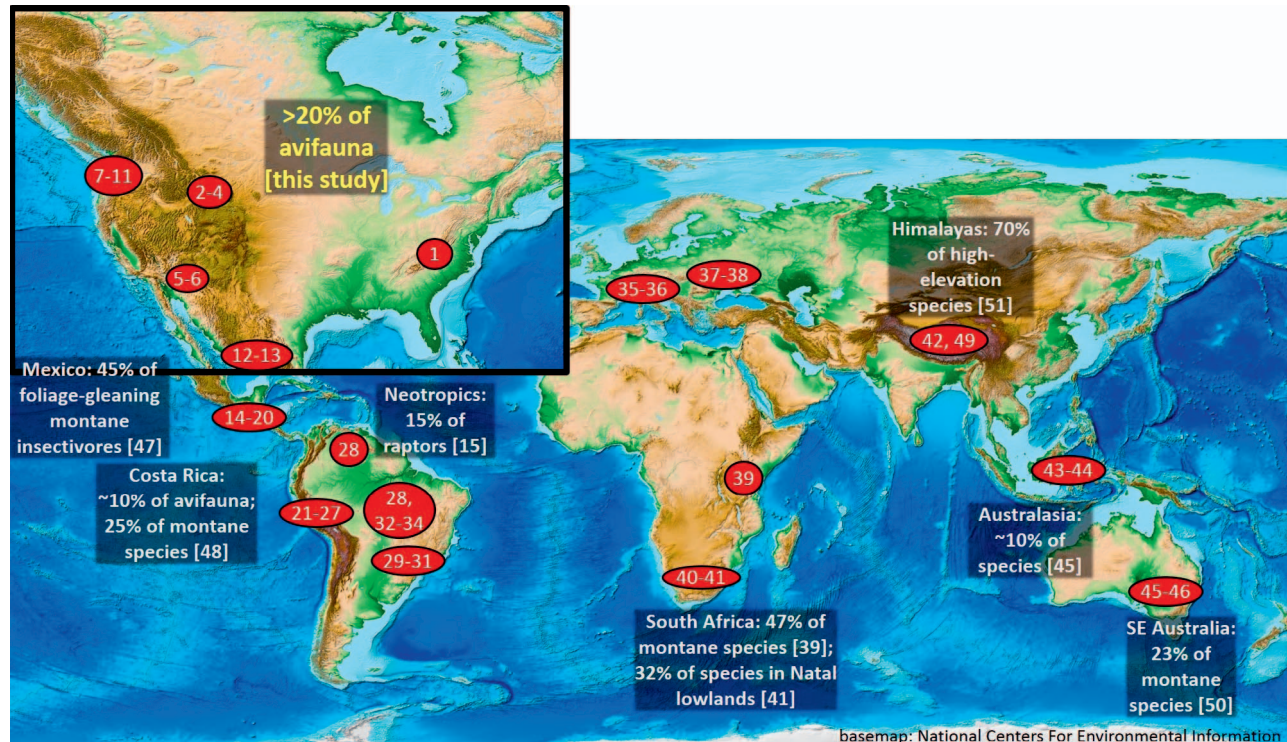 >20% of
avifauna
[this study]
7-11
2-4
1
5-6
12-13
Mexico: 45% of
foliage-gleaning
montane
insectivores [47]
14-20
Neotropics:
15% of
raptors [15]
28
Costa Rica:
~10% of avifauna;
25% of montane
species [48]
21-27
28,
32-34
29-31
35-36
37-38
Himalayas: 70%
of high-
elevation
species [51]
42, 49
39
43-44
40-41
Australasia:
~10% of
species [45]
45-46
South Africa: 47% of
montane species [39];
32% of species in Natal
lowlands [41]
SE Australia:
23% of
montane
species [50]
basemap: National Centers For Environmental Information